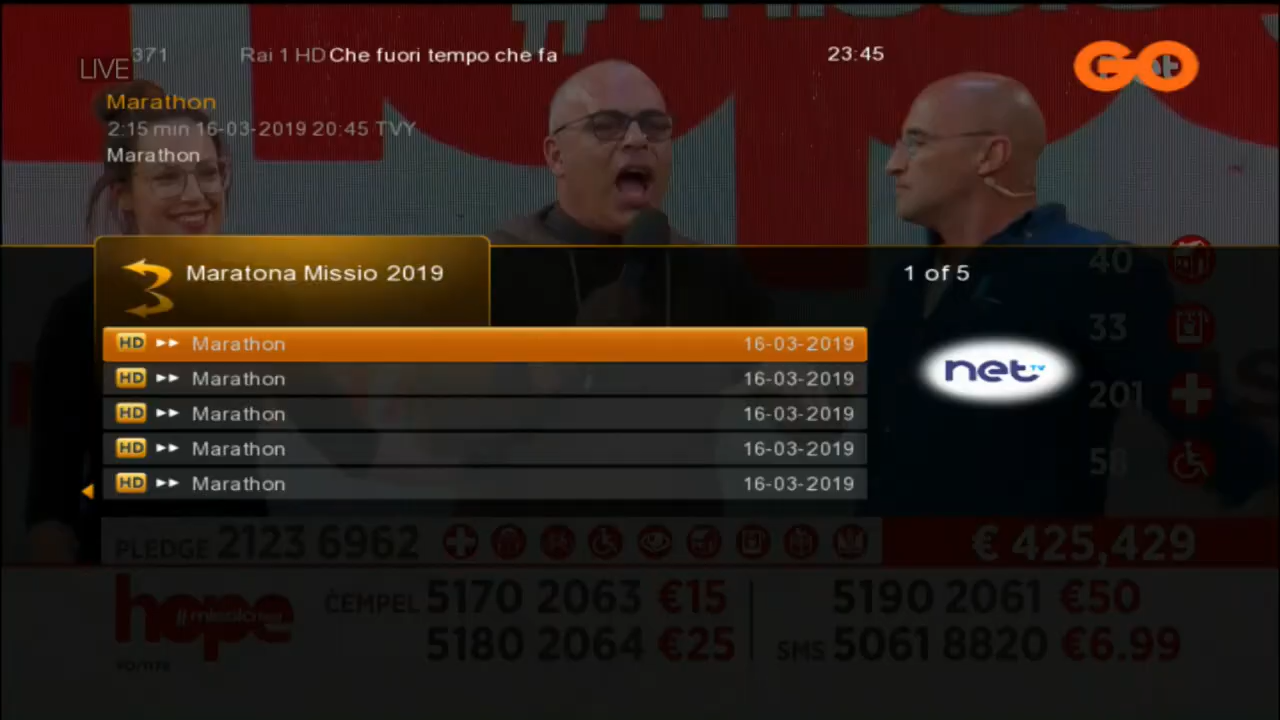 #missio
LIVE 371 Rai 1 HD Che fuori tempo che fa 23:45
GO
Marathon
2:15 min 16-03-2019 20:45 TVY
Marathon
Maratona Missio 2019 1 of 5
HD Marathon 16-03-2019
HD Marathon 16-03-2019
HD Marathon 16-03-2019
HD Marathon 16-03-2019
HD Marathon 16-03-2019
net TV
40
33
201
58
PLEDGE 2123 6962 € 425,429
hope
ĊEMPEL 5170 2063 €15 5190 2061 €50
5180 2064 €25 SMS 5061 8820 €6.99